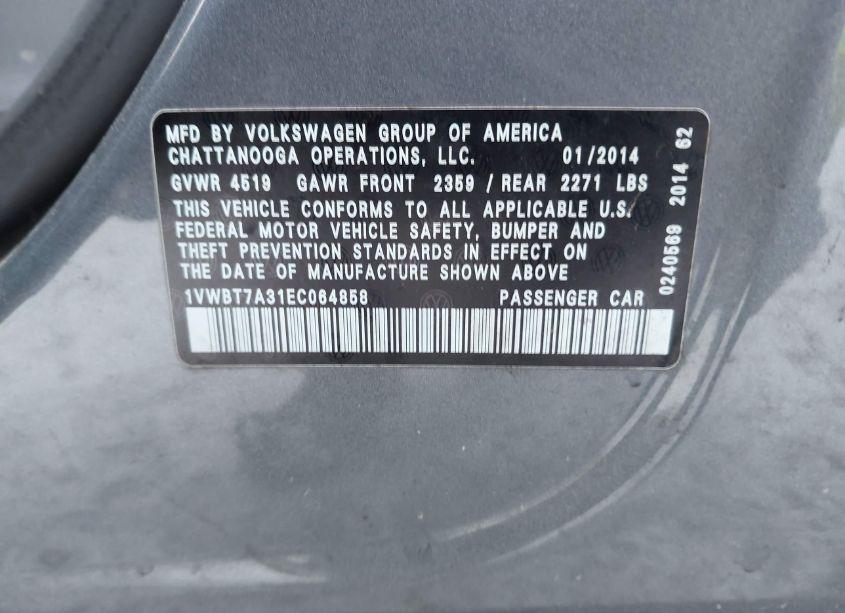 MFD BY VOLKSWAGEN GROUP OF AMERICA
CHATTANOOGA OPERATIONS, LLC. 01/2014
GVWR 4519 GAWR FRONT 2359 / REAR 2271 LBS
THIS VEHICLE CONFORMS TO ALL APPLICABLE U.S.
FEDERAL MOTOR VEHICLE SAFETY, BUMPER AND
THEFT PREVENTION STANDARDS IN EFFECT ON
THE DATE OF MANUFACTURE SHOWN ABOVE
1VWBT7A31EC064858 PASSENGER CAR
0240569 2014 62